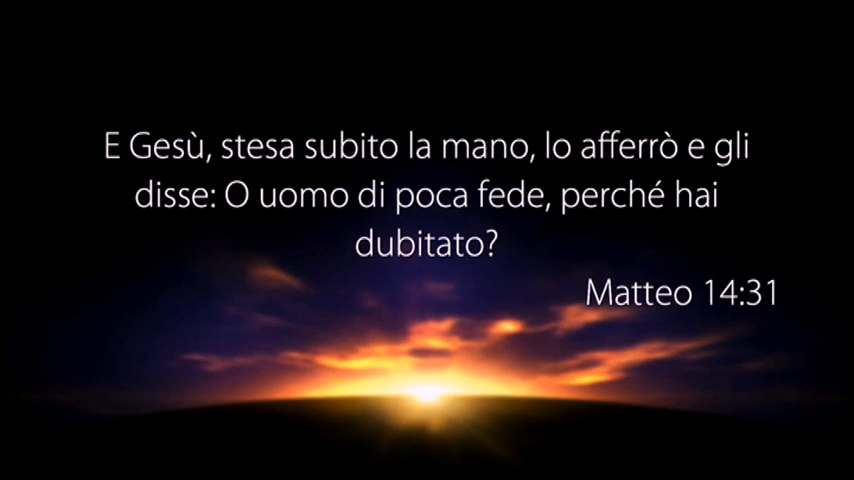 E Gesù, stesa subito la mano, lo afferrò e gli
disse: O uomo di poca fede, perché hai
dubitato?
Matteo 14:31